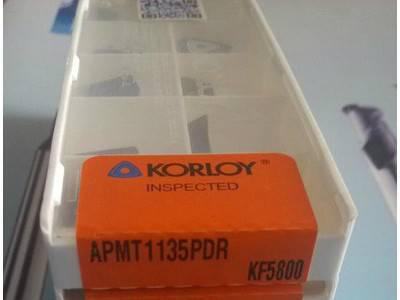 KORLOY®
INSPECTED
APMT1135PDR
KF5800